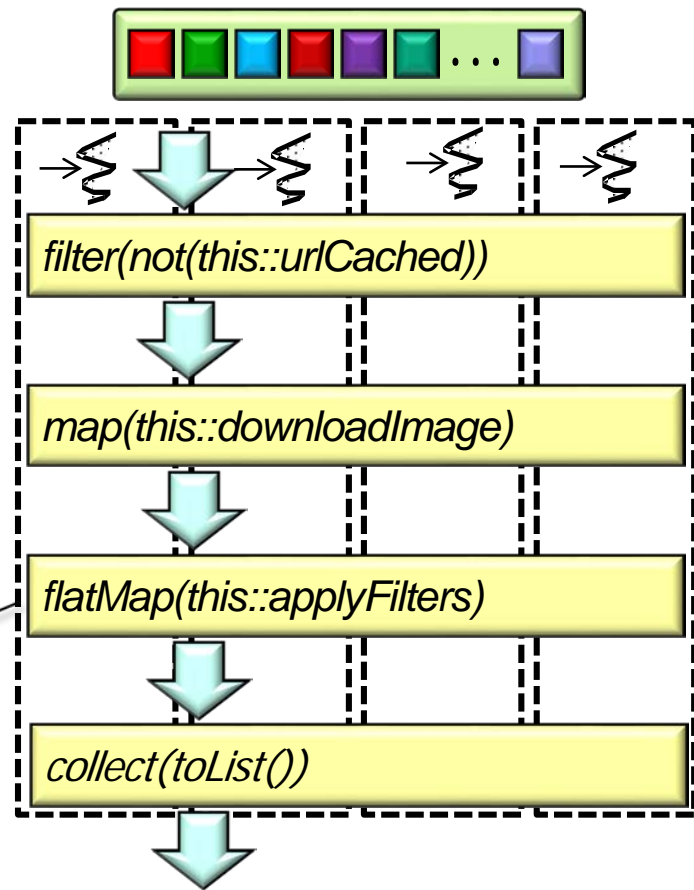 . . .
filter(not(this::urlCached))
map(this::downloadImage)
flatMap(this::applyFilters)
collect(toList())